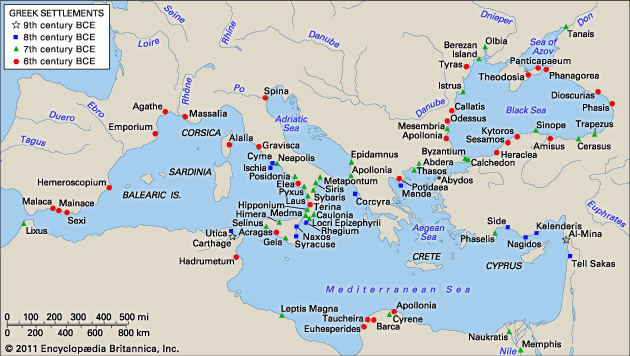 GREEK SETTLEMENTS
9th century BCE
8th century BCE
7th century BCE
6th century BCE
Seine
Loire
Rhine
Danube
Dnieper
Don
Olbia
Berezan
Island
Tyras
Istrus
Sea of
Azov
Tanais
Panticapaeum
Theodosia
Phanagorea
Dioscurias
Phasis
Black Sea
Danube
Callatis
Odessus
Mesembria
Apollonia
Kytoros
Sesamos
Sinope
Trapezus
Amisus
Cerasus
Heraclea
Byzantium
Calchedon
Po
Spina
Rhône
Agathe
Massalia
Ebro
Emporium
Duero
Tagus
CORSICA
Alalia
Adriatic
Sea
Gravisca
Cyme
Neapolis
Ischia
Posidonia
Elea
Pyxus
Laus
Metapontum
Siris
Sybaris
Terina
Hipponium
Medma
Caulonia
Locri Epizephyrii
Rhegium
Himera
Selinus
Acragas
Gela
Naxos
Syracuse
Epidamnus
Apollonia
Corcyra
Abdera
Thasos
Abydos
Potidaea
Mende
SARDINIA
BALEARIC IS.
Hemeroscopium
Malaca
Mainace
Sexi
Lixus
Utica
Carthage
Hadrumetum
Aegean
Sea
CRETE
CYPRUS
Side
Phaselis
Nagidos
Kelenderis
Al-Mina
Tell Sakas
Euphrates
Mediterranean Sea
Leptis Magna
Apollonia
Taucheira
Cyrene
Euhesperides
Barca
Naukratis
Memphis
Nile
0 100 200 300 400 500 mi
0 200 400 600 800 km
© 2011 Encyclopædia Britannica, Inc.